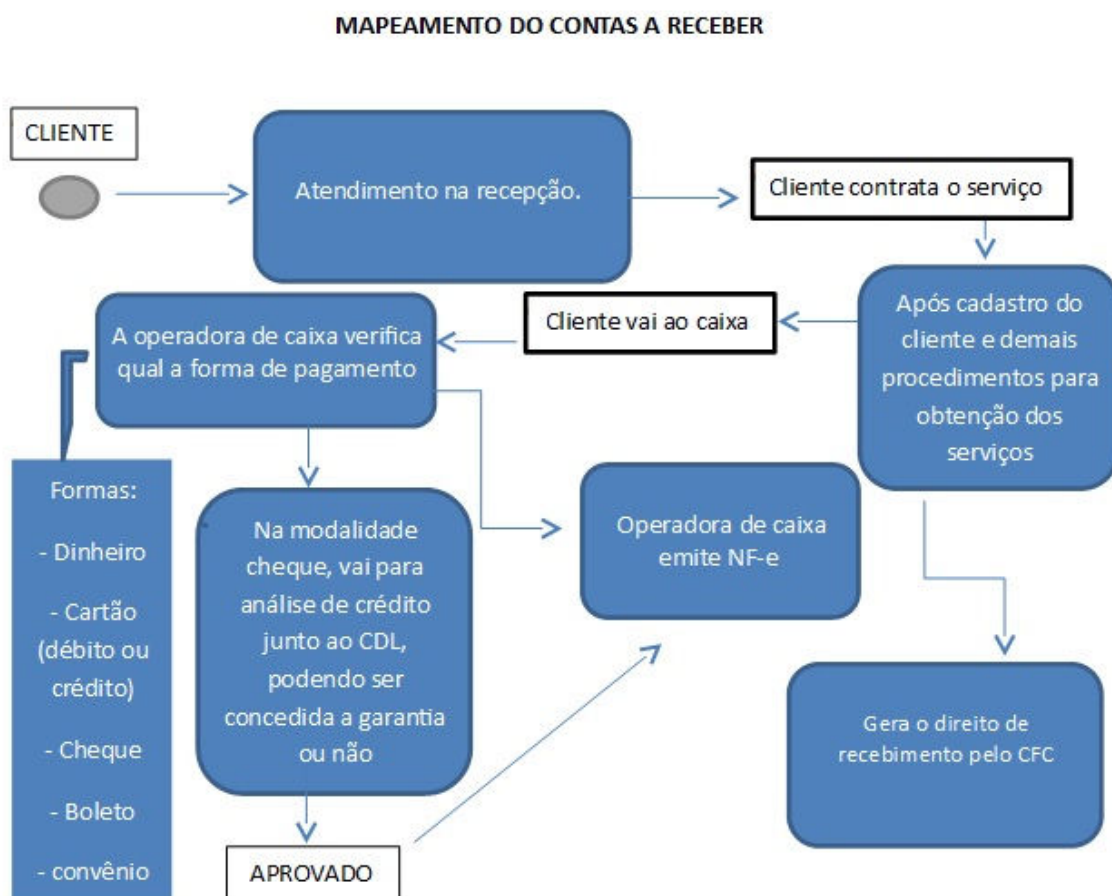 MAPEAMENTO DO CONTAS A RECEBER
CLIENTE
Atendimento na recepção.
Cliente contrata o serviço
Após cadastro do
cliente e demais
procedimentos para
obtenção dos
serviços
Cliente vai ao caixa
A operadora de caixa verifica
qual a forma de pagamento
Formas:
- Dinheiro
- Cartão
(débito ou
crédito)
- Cheque
- Boleto
- convênio
Na modalidade
cheque, vai para
análise de crédito
junto ao CDL,
podendo ser
concedida a garantia
ou não
Operadora de caixa
emite NF-e
Gera o direito de
recebimento pelo CFC
APROVADO